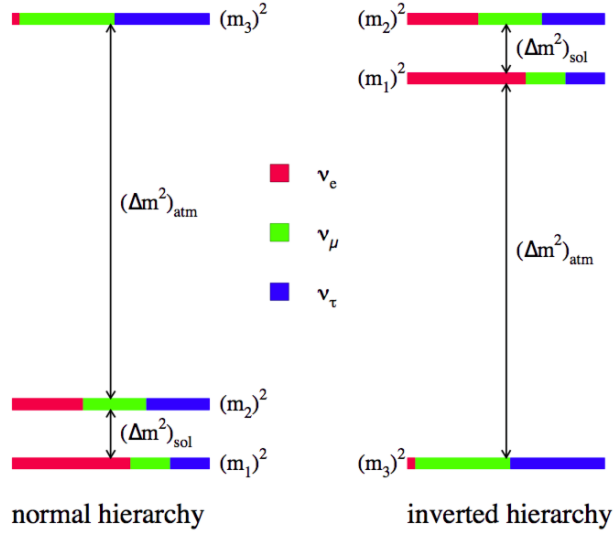 (m₃)²
(Δm²)atm
(m₂)²
(Δm²)sol
(m₁)²
normal hierarchy
νe
νμ
ντ
(m₂)²
(Δm²)sol
(m₁)²
(Δm²)atm
(m₃)²
inverted hierarchy